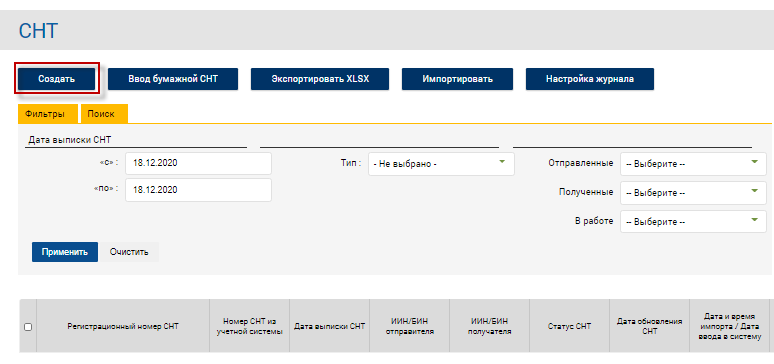 СНТ
Создать
Ввод бумажной СНТ
Экспортировать XLSX
Импортировать
Настройка журнала
Фильтры
Поиск
Дата выписки СНТ
«с» : 18.12.2020
Тип : - Не выбрано -
Отправленные -- Выберите --
«по» : 18.12.2020
Полученные -- Выберите --
В работе -- Выберите --
Применить
Очистить
Регистрационный номер СНТ
Номер СНТ из
учетной системы
Дата выписки СНТ
ИИН/БИН
отправителя
ИИН/БИН
получателя
Статус СНТ
Дата обновления
СНТ
Дата и время
импорта / Дата
ввода в систему